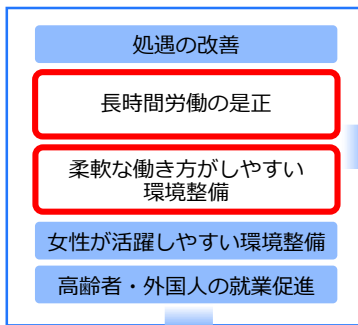 処遇の改善
長時間労働の是正
柔軟な働き方がしやすい
環境整備
女性が活躍しやすい環境整備
高齢者・外国人の就業促進